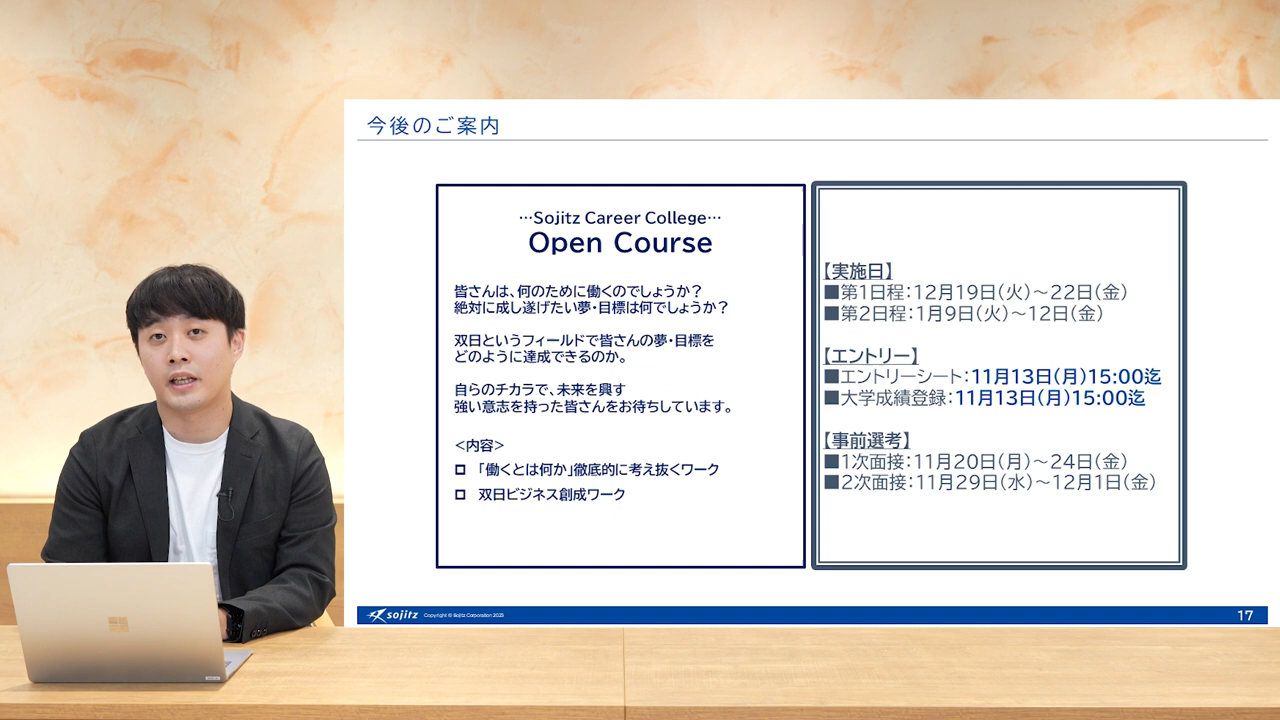 今後のご案内
…Sojitz Career College…
Open Course
皆さんは、何のために働くのでしょうか？
絶対に成し遂げたい夢・目標は何でしょうか？
双日というフィールドで皆さんの夢・目標を
どのように達成できるのか。
自らのチカラで、未来を興す
強い意志を持った皆さんをお待ちしています。
＜内容＞
「働くとは何か」徹底的に考え抜くワーク
双日ビジネス創成ワーク
【実施日】
■第1日程：12月19日（火）～22日（金）
■第2日程：1月9日（火）～12日（金）
【エントリー】
■エントリーシート：11月13日（月）15:00迄
■大学成績登録：11月13日（月）15:00迄
【事前選考】
■1次面接：11月20日（月）～24日（金）
■2次面接：11月29日（水）～12月1日（金）
sojitz Copyright © Sojitz Corporation 2023
17